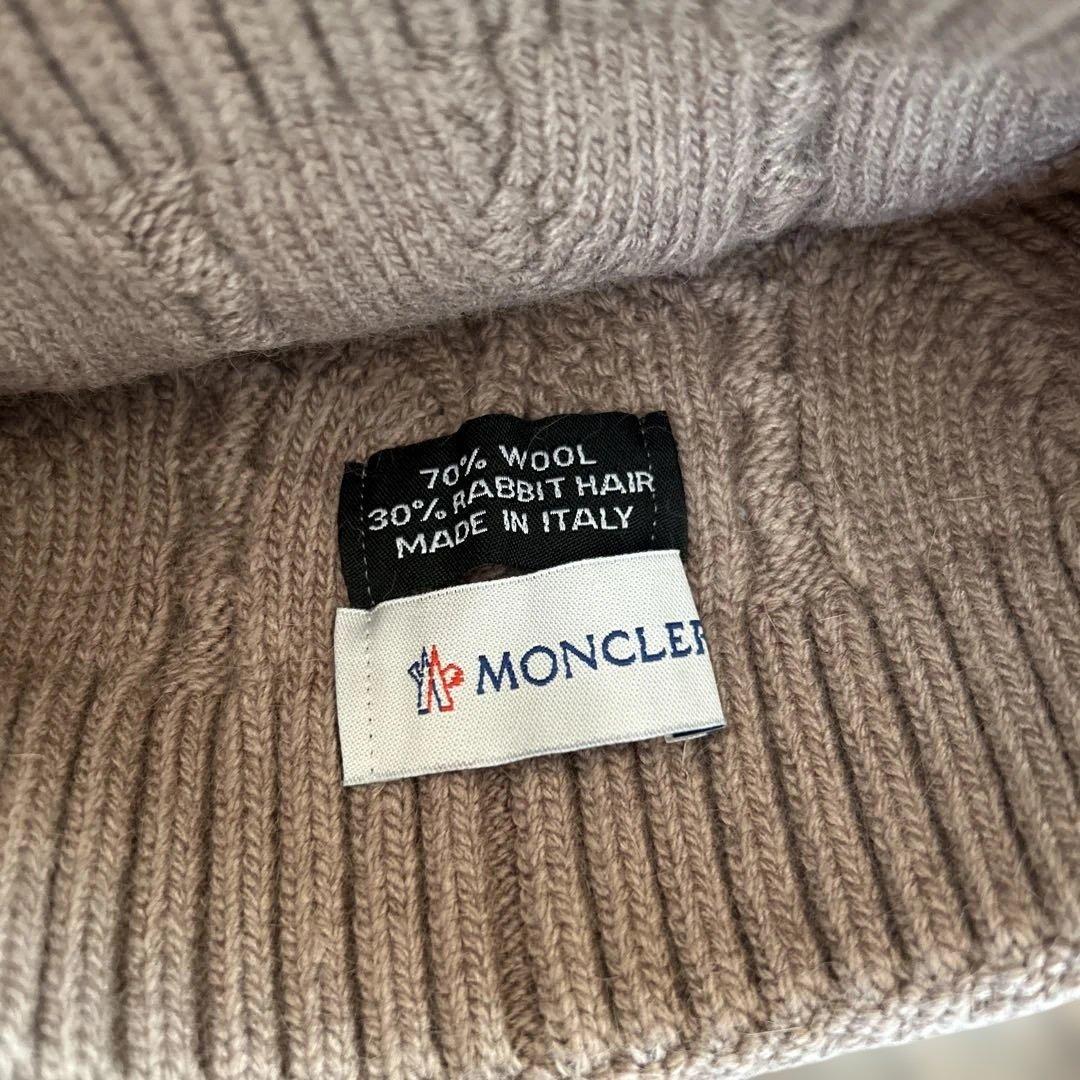 70% WOOL
30% RABBIT HAIR
MADE IN ITALY
MONCLER